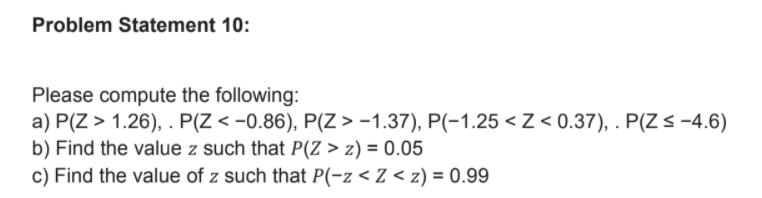 Problem Statement 10:
Please compute the following:
a) P(Z > 1.26), . P(Z < −0.86), P(Z > −1.37), P(−1.25 < Z < 0.37), . P(Z ≤ −4.6)
b) Find the value z such that P(Z > z) = 0.05
c) Find the value of z such that P(−z < Z < z) = 0.99